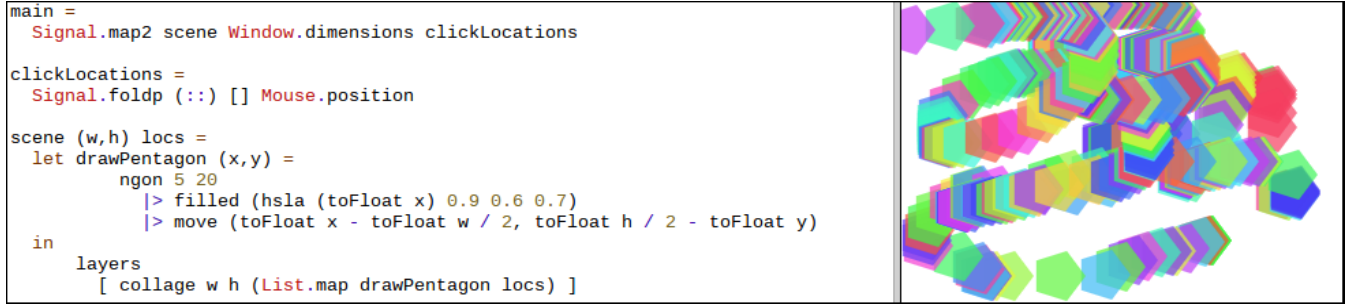 main =
  Signal.map2 scene Window.dimensions clickLocations

clickLocations =
  Signal.foldp (::) [] Mouse.position

scene (w,h) locs =
  let drawPentagon (x,y) =
          ngon 5 20
            |> filled (hsla (toFloat x) 0.9 0.6 0.7)
            |> move (toFloat x - toFloat w / 2, toFloat h / 2 - toFloat y)
  in
      layers
        [ collage w h (List.map drawPentagon locs) ]